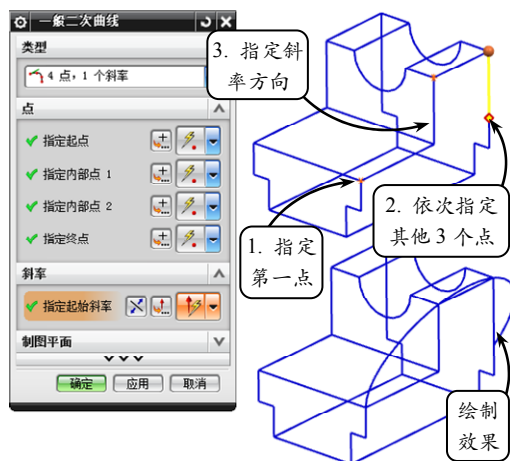 一般二次曲线
类型
4 点，1 个斜率
点
指定起点
指定内部点 1
指定内部点 2
指定终点
斜率
指定起始斜率
制图平面
确定
应用
取消
3. 指定斜
率方向
1. 指定
第一点
2. 依次指定
其他 3 个点
绘制
效果